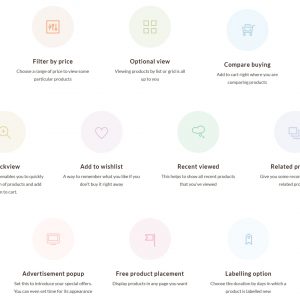 Filter by price
Choose a range of price to view some
particular products
Optional view
Viewing products by list or grid is all
up to you
Compare buying
Add to cart right where you are
comparing products
ckview
enables you to quickly
n of products and add
to cart.
Add to wishlist
A way to remember what you like if you
don't buy it right away
Recent viewed
This helps to show all recent products
that you've viewed
Related pr
Give you some recom
related pro
Advertisement popup
Set this to introduce your special offers.
You can even set time for its appearance
Free product placement
Display products in any page you want
Labelling option
Choose the donation by days in which a
product is labelled new